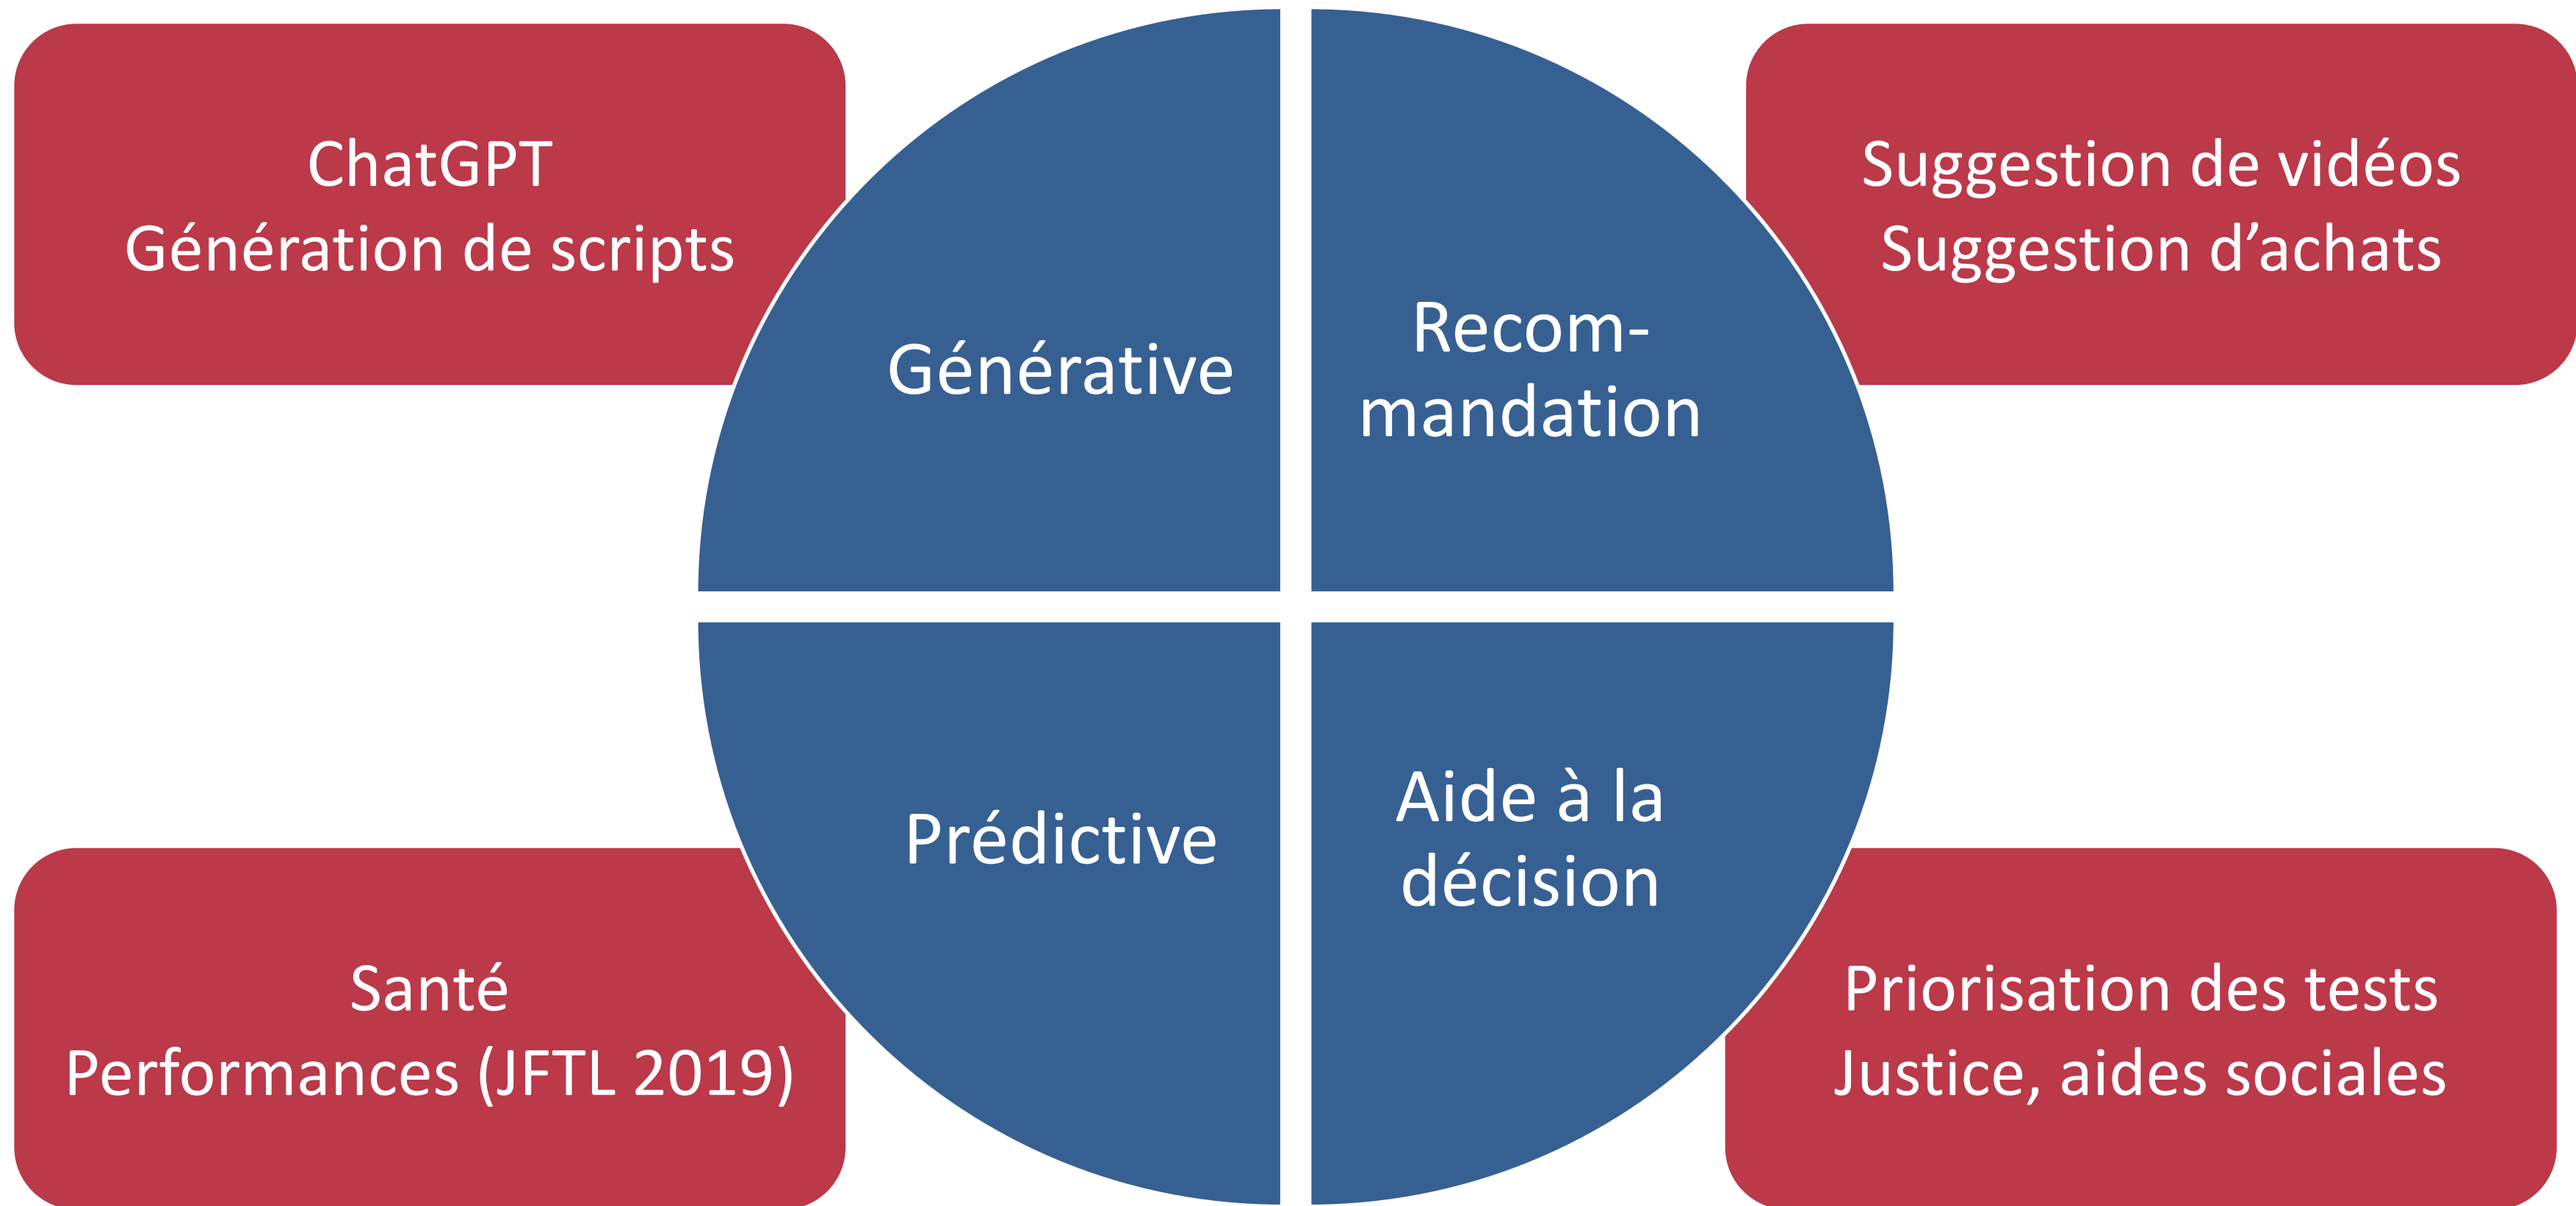 ChatGPT
Génération de scripts
Générative
Recom-
mandation
Suggestion de vidéos
Suggestion d’achats
Prédictive
Santé
Performances (JFTL 2019)
Aide à la
décision
Priorisation des tests
Justice, aides sociales